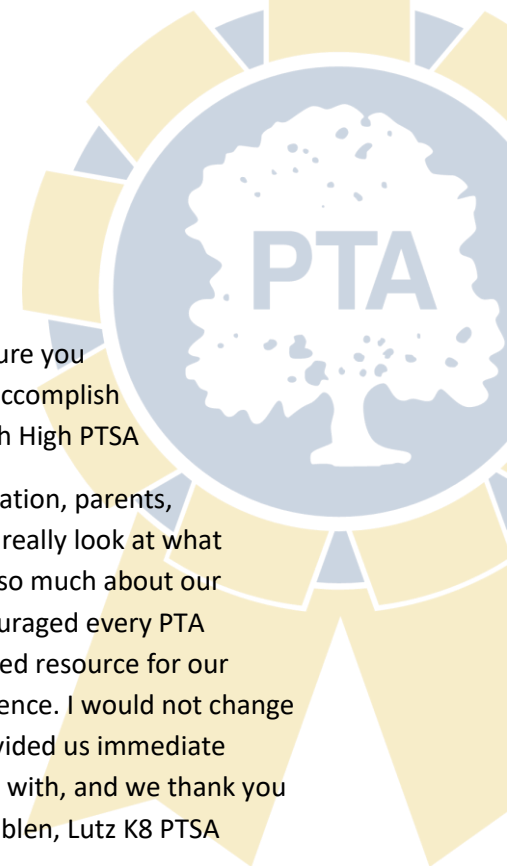 PTA
ure you
ccomplish
h High PTSA
ation, parents,
really look at what
so much about our
uraged every PTA
ed resource for our
ence. I would not change
vided us immediate
with, and we thank you
blen, Lutz K8 PTSA